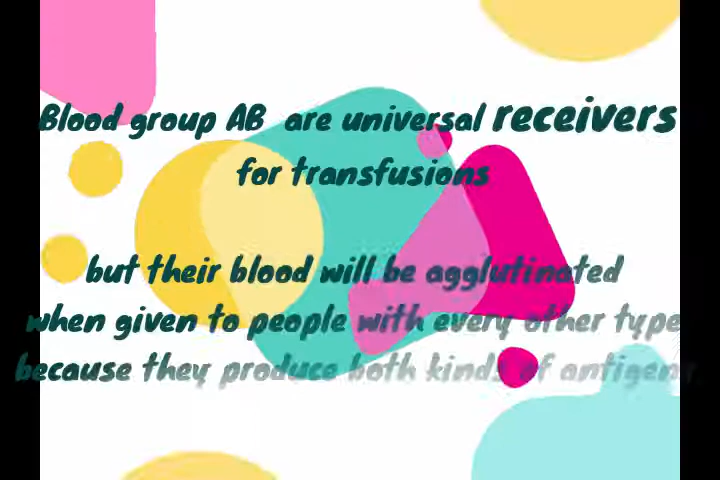 Blood group AB are universal receivers
for transfusions
but their blood will be agglutinated
when given to people with every other type
because they produce both kinds of antigens